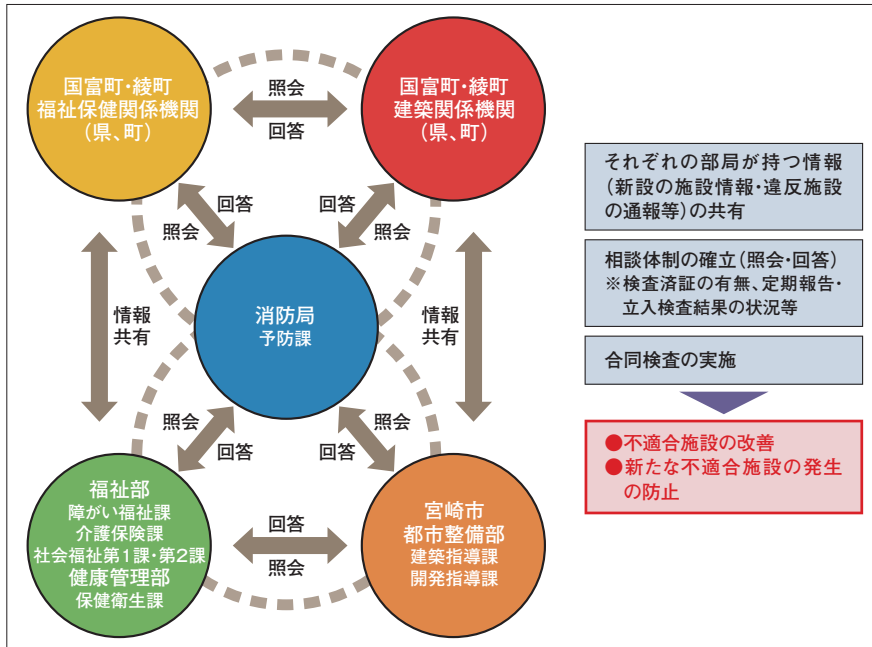 国富町・綾町
福祉保健関係機関
（県、町）
照会
回答
国富町・綾町
建築関係機関
（県、町）
回答
照会
回答
照会
情報
共有
消防局
予防課
情報
共有
照会
回答
照会
回答
福祉部
障がい福祉課
介護保険課
社会福祉第1課・第2課
健康管理部
保健衛生課
回答
照会
宮崎市
都市整備部
建築指導課
開発指導課
それぞれの部局が持つ情報
（新設の施設情報・違反施設
の通報等）の共有
相談体制の確立（照会・回答）
※検査済証の有無、定期報告・
立入検査結果の状況等
合同検査の実施
●不適合施設の改善
●新たな不適合施設の発生
の防止